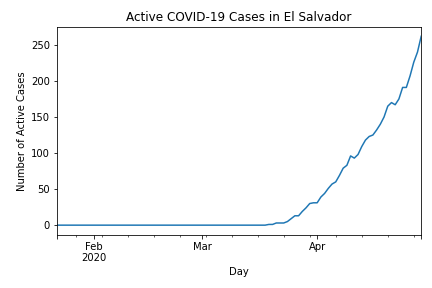 Active COVID-19 Cases in El Salvador
250
200
150
100
50
0
Number of Active Cases
Feb
2020
Mar
Apr
Day